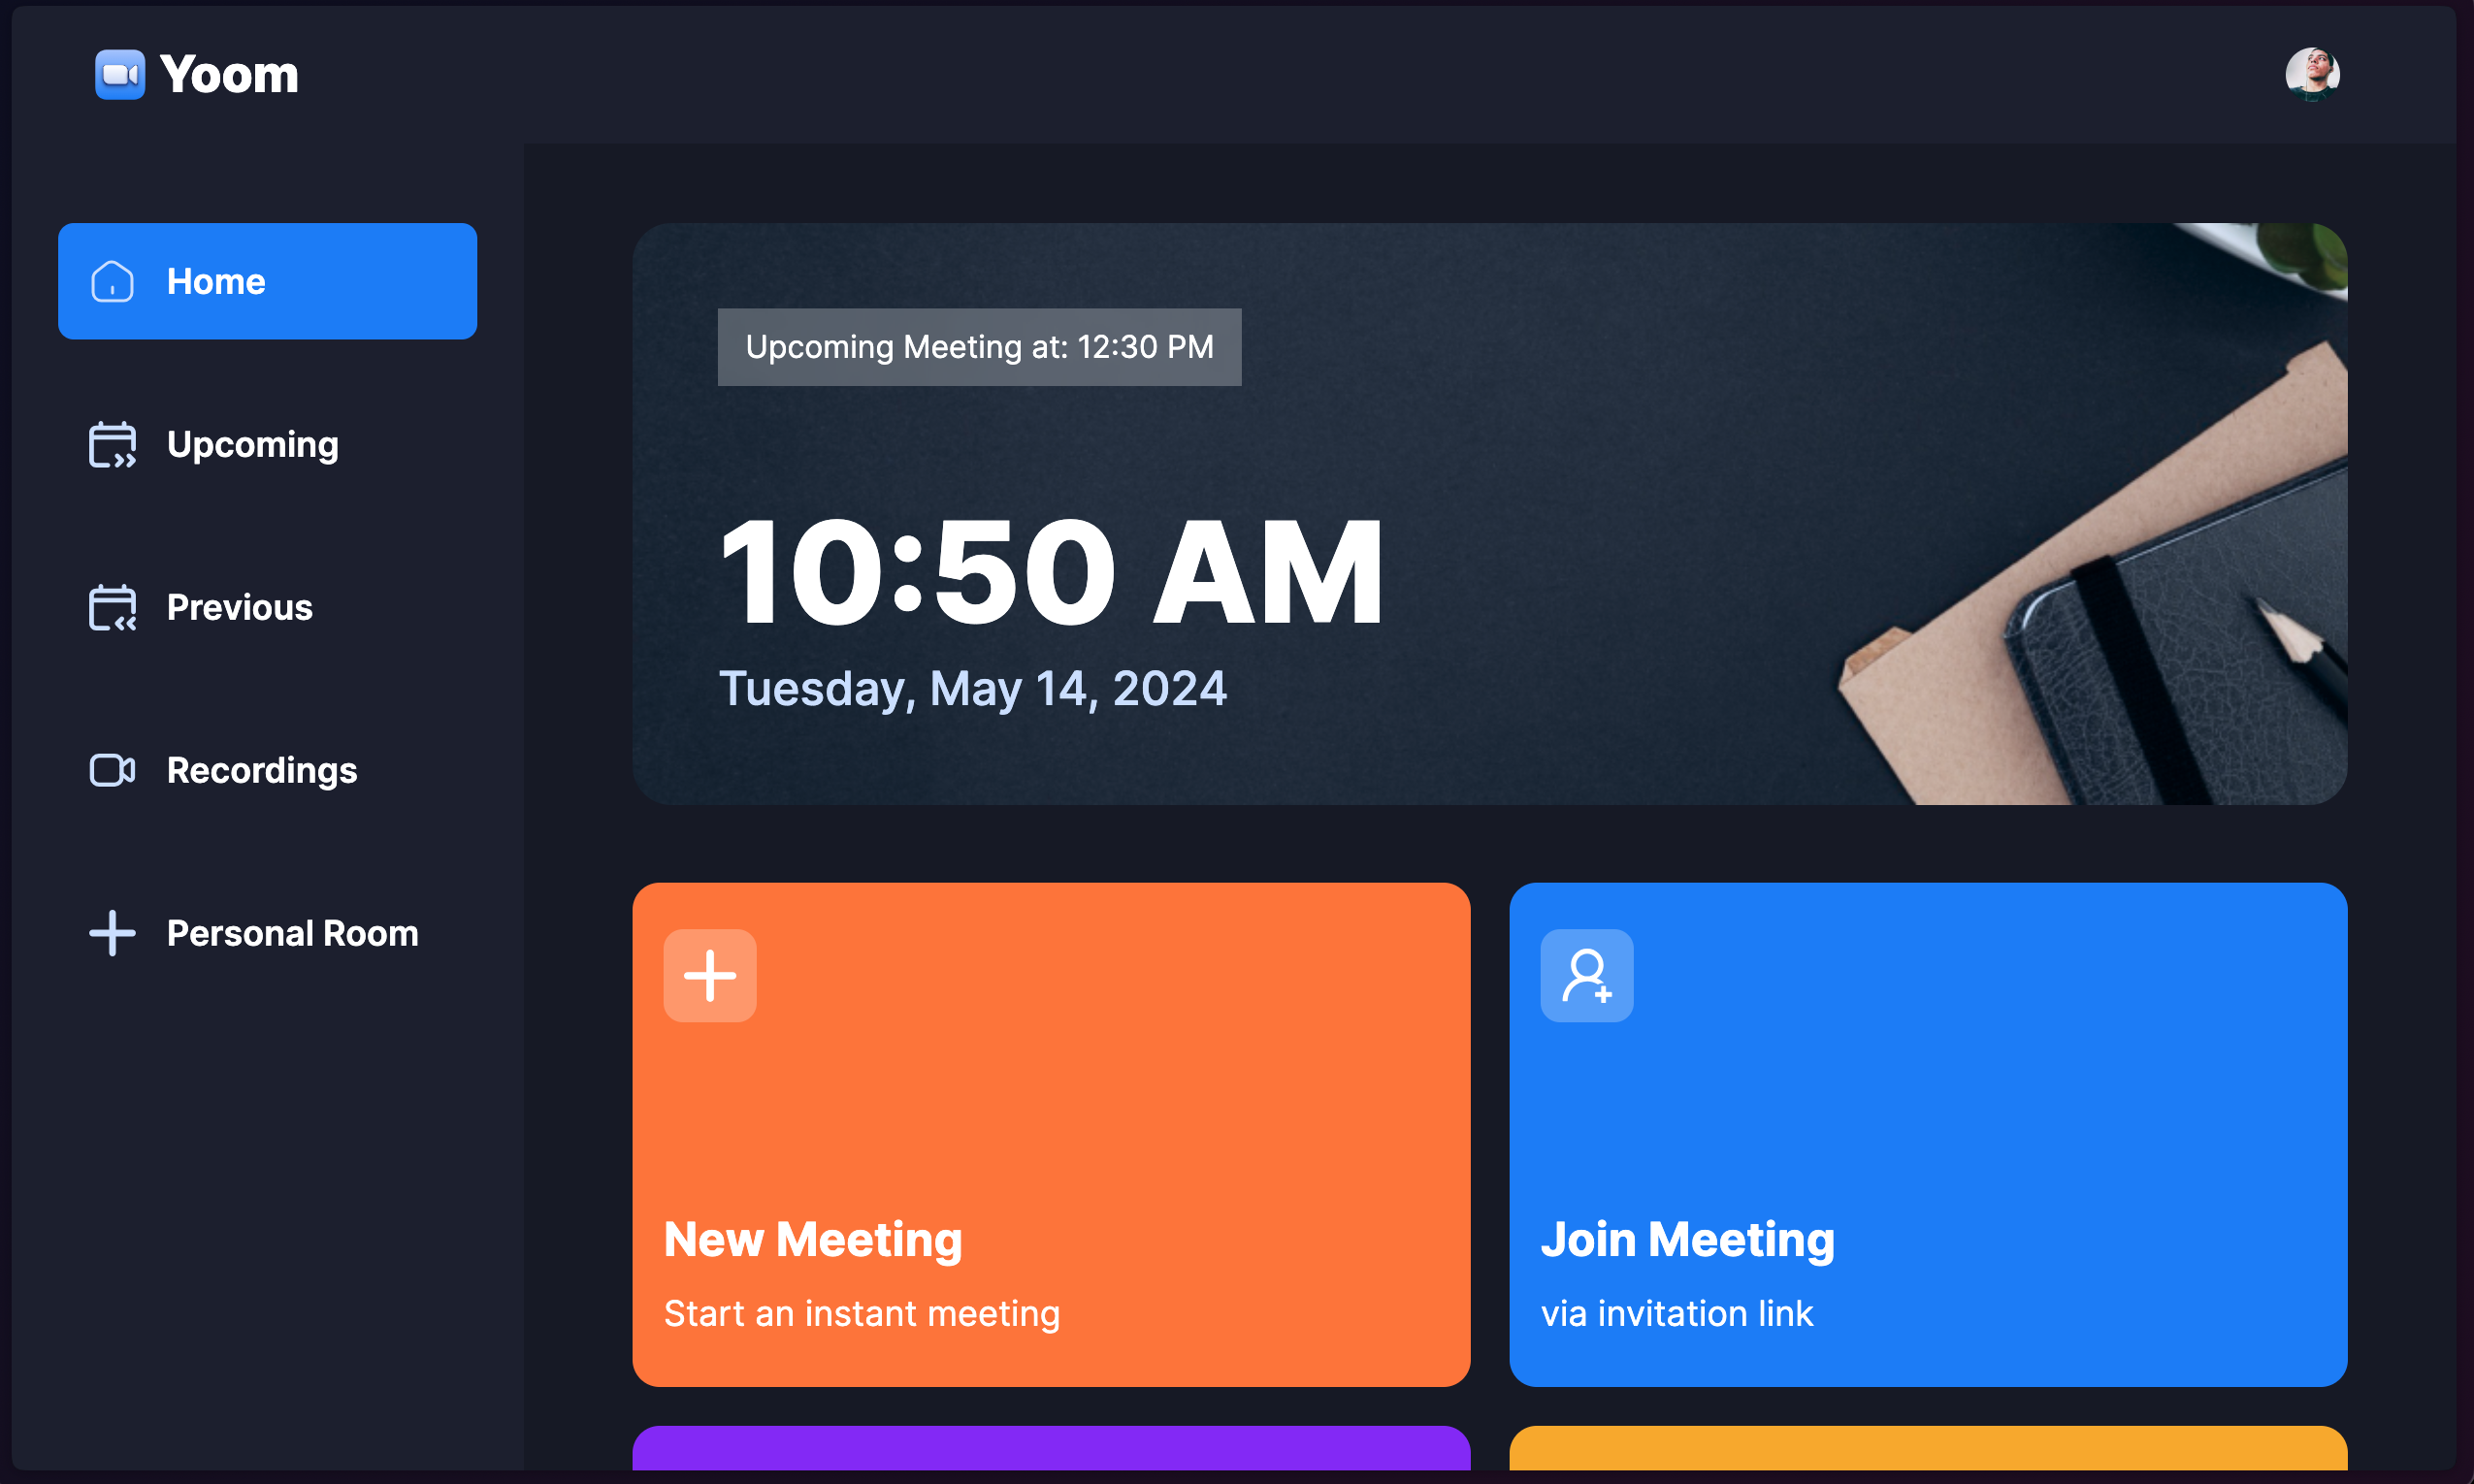 Yoom
Home
Upcoming
Previous
Recordings
Personal Room
Upcoming Meeting at: 12:30 PM
10:50 AM
Tuesday, May 14, 2024
New Meeting
Start an instant meeting
Join Meeting
via invitation link